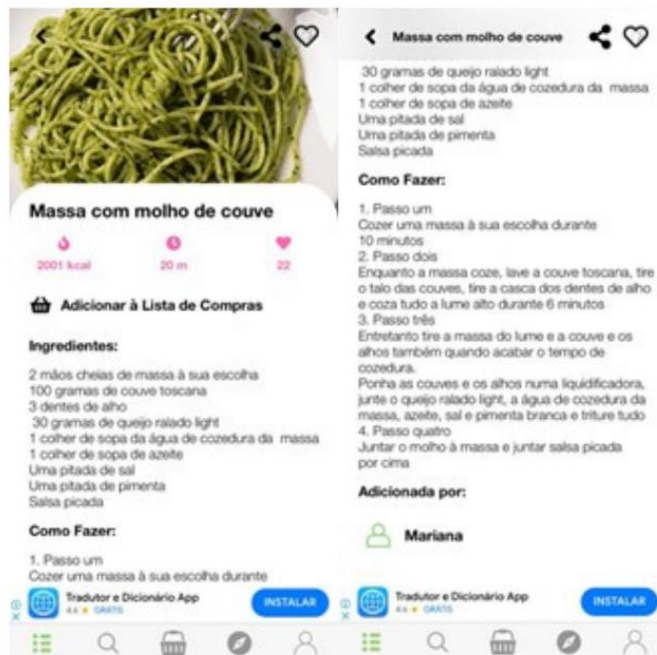 Massa com molho de couve
2001 kcal
20 m
22
Adicionar à Lista de Compras
Ingredientes:
2 mãos cheias de massa à sua escolha
100 gramas de couve toscana
3 dentes de alho
30 gramas de queijo ralado light
1 colher de sopa da água de cozedura da massa
1 colher de sopa de azeite
Uma pitada de sal
Uma pitada de pimenta
Salsa picada
Como Fazer:
1. Passo um
Cozer uma massa à sua escolha durante
Tradutor e Dicionário App
4.6 ★ GRÁTIS
INSTALAR
Massa com molho de couve
30 gramas de queijo ralado light
1 colher de sopa da água de cozedura da massa
1 colher de sopa de azeite
Uma pitada de sal
Uma pitada de pimenta
Salsa picada
Como Fazer:
1. Passo um
Cozer uma massa à sua escolha durante
10 minutos
2. Passo dois
Enquanto a massa coze, lave a couve toscana, tire
o talo das couves, tire a casca dos dentes de alho
e coza tudo a lume alto durante 6 minutos
3. Passo três
Entretanto tire a massa do lume e a couve e os
alhos também quando acabar o tempo de
cozedura.
Ponha as couves e os alhos numa liquidificadora,
junte o queijo ralado light, a água de cozedura da
massa, azeite, sal e pimenta branca e triture tudo
4. Passo quatro
Juntar o molho à massa e juntar salsa picada
por cima
Adicionada por:
Mariana
Tradutor e Dicionário App
4.6 ★ GRÁTIS
INSTALAR